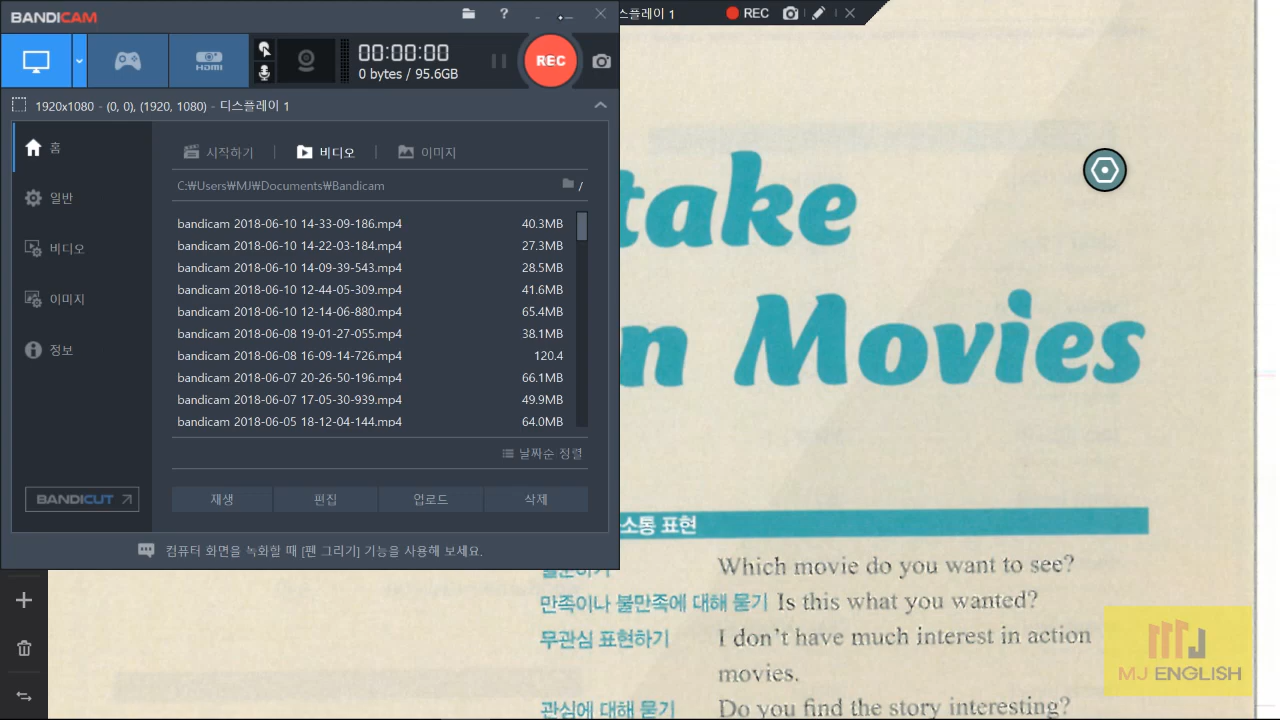 BANDICAM
?
스플레이 1
REC
HDMI
00:00:00
0 bytes / 95.6GB
REC
1920x1080 - (0, 0), (1920, 1080) - 디스플레이 1
홈
일반
비디오
이미지
정보
시작하기
비디오
이미지
C:₩Users₩MJ₩Documents₩Bandicam
/
bandicam 2018-06-10 14-33-09-186.mp4 40.3MB
bandicam 2018-06-10 14-22-03-184.mp4 27.3MB
bandicam 2018-06-10 14-09-39-543.mp4 28.5MB
bandicam 2018-06-10 12-44-05-309.mp4 41.6MB
bandicam 2018-06-10 12-14-06-880.mp4 65.4MB
bandicam 2018-06-08 19-01-27-055.mp4 38.1MB
bandicam 2018-06-08 16-09-14-726.mp4 120.4
bandicam 2018-06-07 20-26-50-196.mp4 66.1MB
bandicam 2018-06-07 17-05-30-939.mp4 49.9MB
bandicam 2018-06-05 18-12-04-144.mp4 64.0MB
날짜순 정렬
BANDICUT
재생
편집
업로드
삭제
컴퓨터 화면을 녹화할 때 [펜 그리기] 기능을 사용해 보세요.
take
n Movies
소통 표현
Which movie do you want to see?
만족이나 불만족에 대해 묻기 Is this what you wanted?
무관심 표현하기 I don't have much interest in action
movies.
관심에 대해 묻기 Do you find the story interesting?
MJ ENGLISH